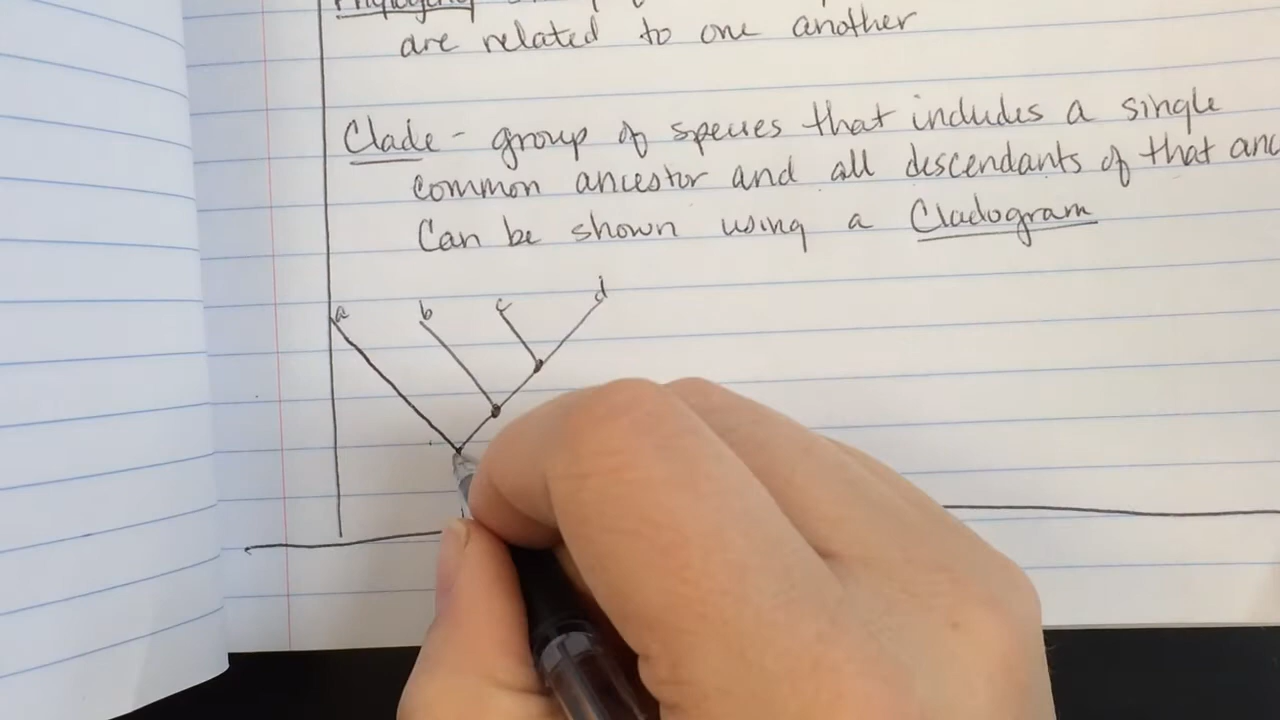 are related to one another
Clade - group of species that includes a single
common ancestor and all descendants of that anc
Can be shown using a Cladogram
a b c d